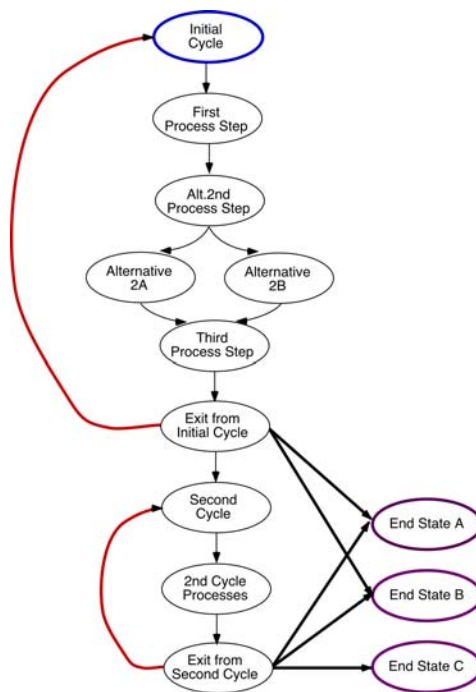 Initial
Cycle
First
Process Step
Alt.2nd
Process Step
Alternative
2A
Alternative
2B
Third
Process Step
Exit from
Initial Cycle
Second
Cycle
End State A
2nd Cycle
Processes
End State B
Exit from
Second Cycle
End State C